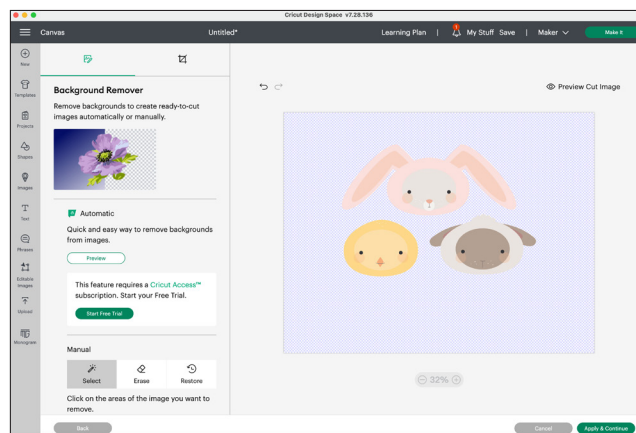 Cricut Design Space v7.28.136
Canvas
Untitled*
Learning Plan | 1 My Stuff Save | Maker
Make It
New
Templates
Projects
Shapes
Images
Text
Phrases
Editable
Images
Upload
Monogram
Background Remover
Remove backgrounds to create ready-to-cut
images automatically or manually.
Automatic
Quick and easy way to remove backgrounds
from images.
Preview
This feature requires a Cricut Access™
subscription. Start your Free Trial.
Start Free Trial
Manual
Select Erase Restore
Click on the areas of the image you want to
remove.
Back
Preview Cut Image
32%
Cancel Apply & Continue